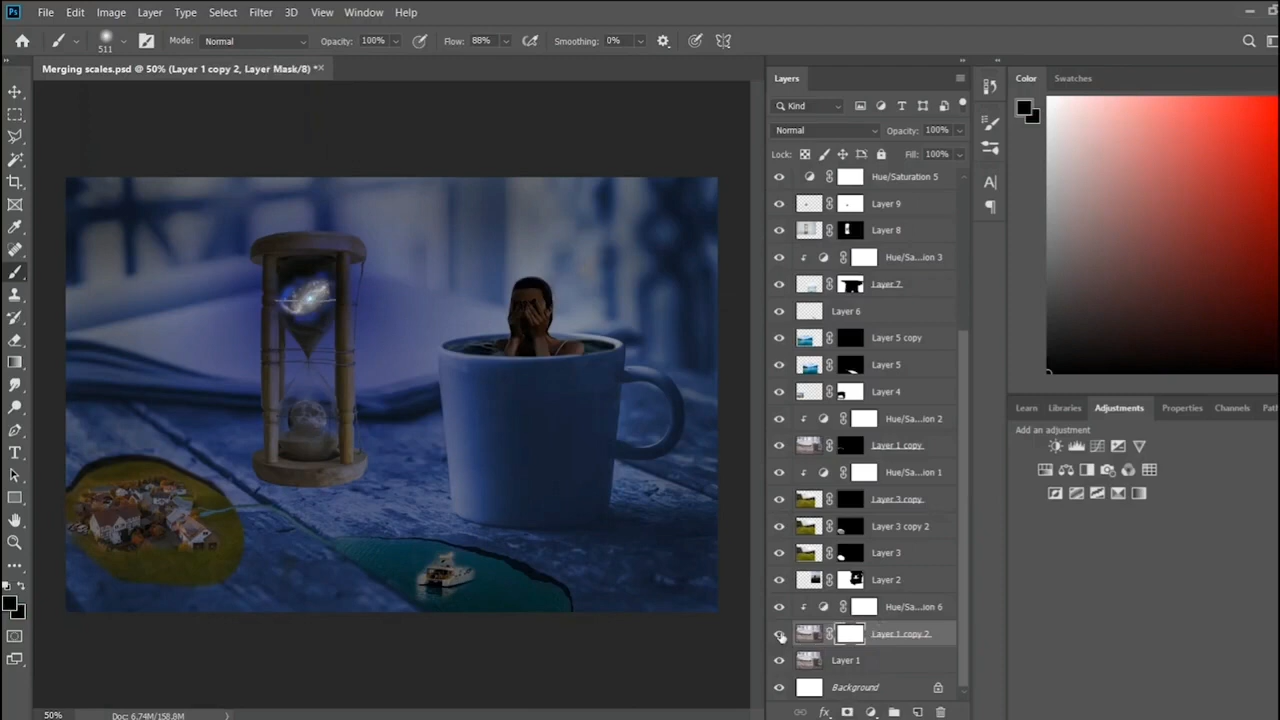 Ps File Edit Image Layer Type Select Filter 3D View Window Help
511 Mode: Normal Opacity: 100% Flow: 88% Smoothing: 0%
Merging scales.psd @ 50% (Layer 1 copy 2, Layer Mask/8) *
Layers
Kind
Normal Opacity: 100%
Lock: Fill: 100%
Hue/Saturation 5
Layer 9
Layer 8
Hue/Sa...ion 3
Layer 7
Layer 6
Layer 5 copy
Layer 5
Layer 4
Hue/Sa...ion 2
Layer 1 copy
Hue/Sa...ion 1
Layer 3 copy
Layer 3 copy 2
Layer 3
Layer 2
Hue/Sa...ion 6
Layer 1 copy 2
Layer 1
Background
Color Swatches
Learn Libraries Adjustments Properties Channels Pat
Add an adjustment
50% Doc: 6.74M/158.8M